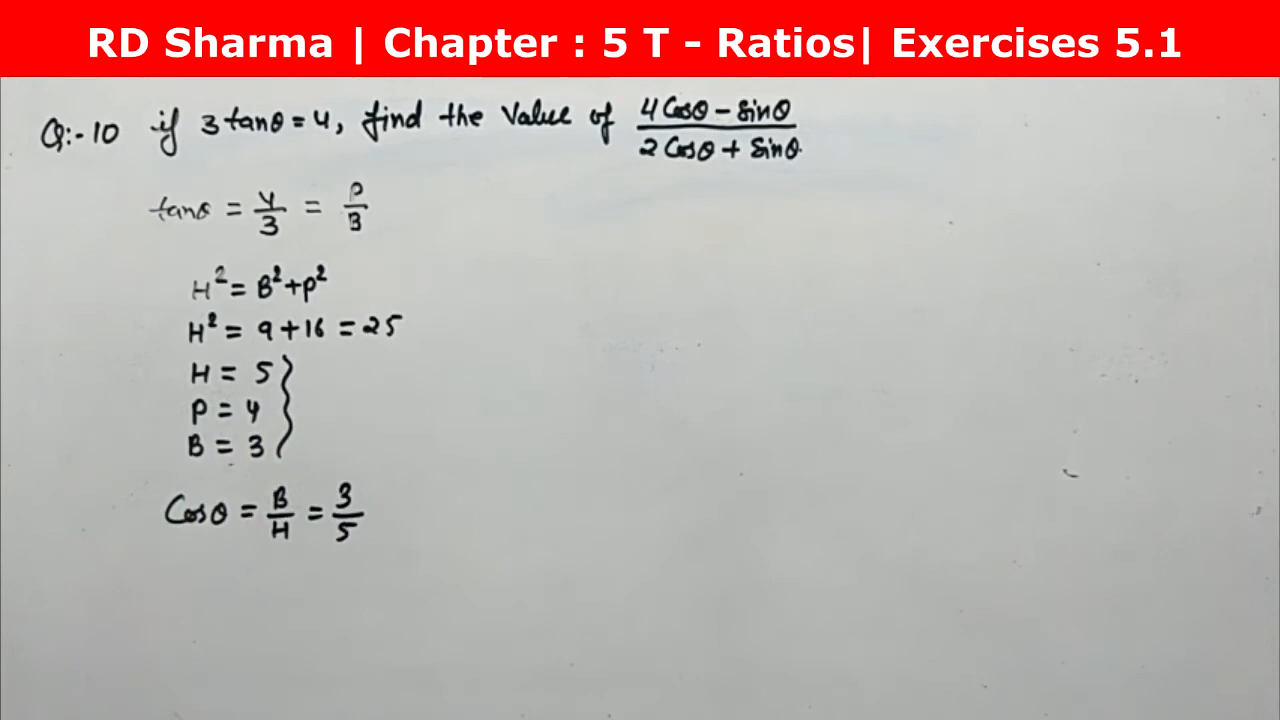 RD Sharma | Chapter : 5 T - Ratios| Exercises 5.1
Q:-10 if 3 tanθ = 4, find the Value of (4 Cosθ - Sinθ)/(2 Cosθ + Sinθ)
tanθ = 4/3 = P/B
H² = B² + P²
H² = 9 + 16 = 25
H = 5
P = 4
B = 3
Cosθ = B/H = 3/5